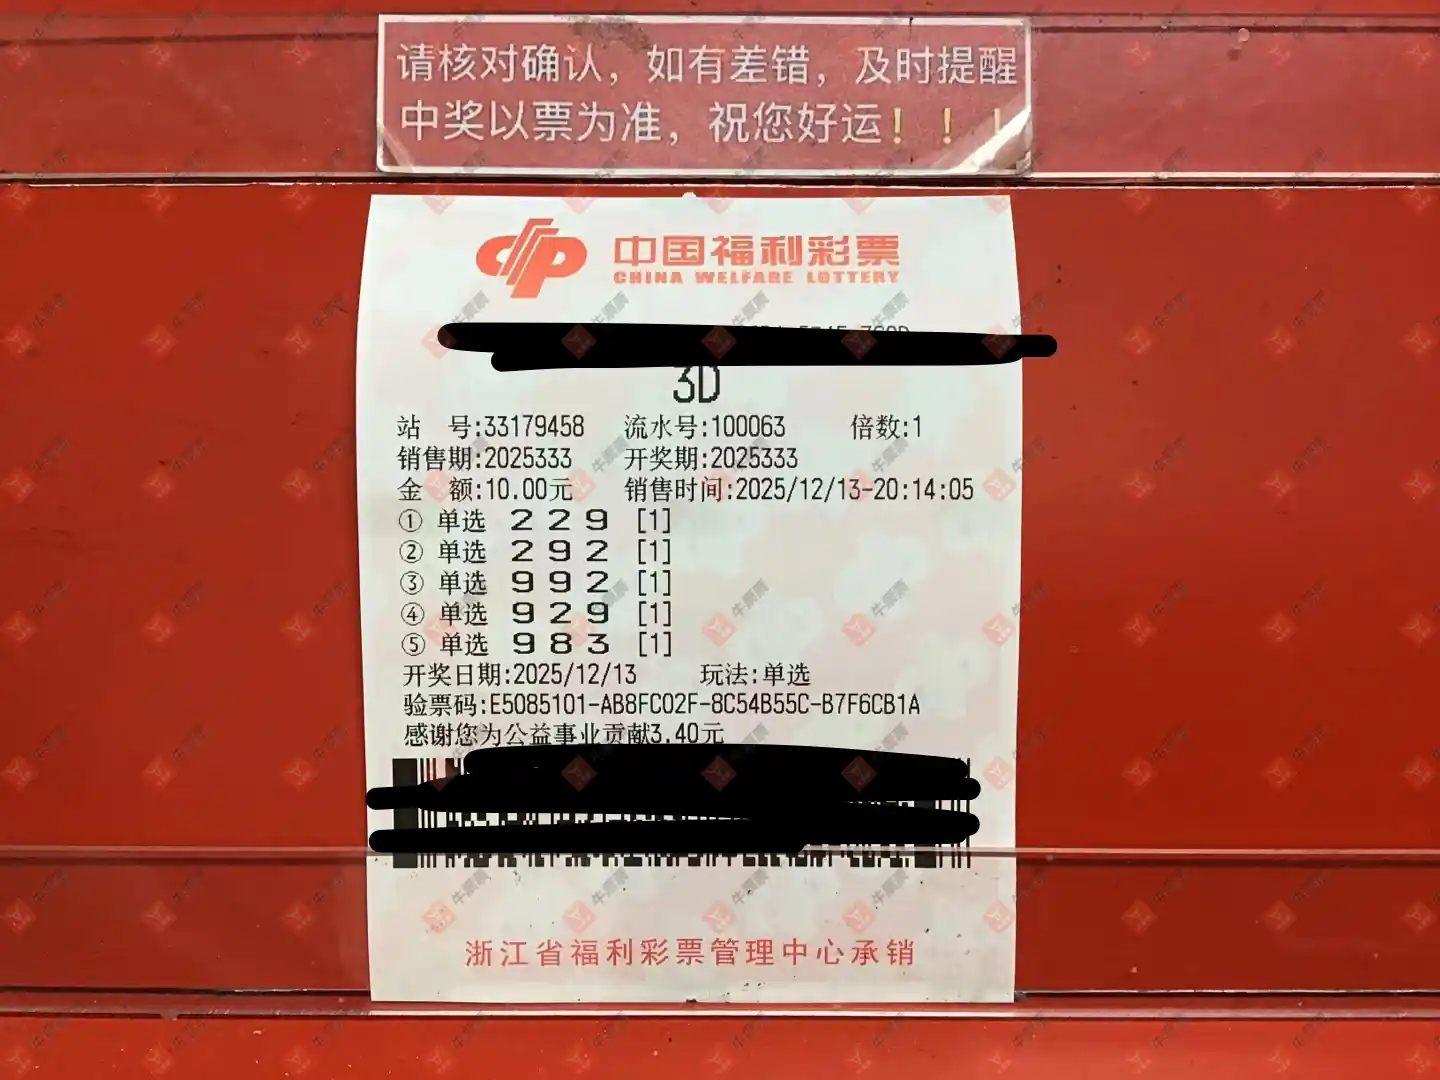 请核对确认，如有差错，及时提醒
中奖以票为准，祝您好运！！！
中国福利彩票
CHINA WELFARE LOTTERY
3D
站 号:33179458 流水号:100063 倍数:1
销售期:2025333 开奖期:2025333
金 额:10.00元 销售时间:2025/12/13-20:14:05
① 单选 2 2 9 [1]
② 单选 2 9 2 [1]
③ 单选 9 9 2 [1]
④ 单选 9 2 9 [1]
⑤ 单选 9 8 3 [1]
开奖日期:2025/12/13 玩法:单选
验票码:E5085101-AB8FC02F-8C54B55C-B7F6CB1A
感谢您为公益事业贡献3.40元
浙江省福利彩票管理中心承销